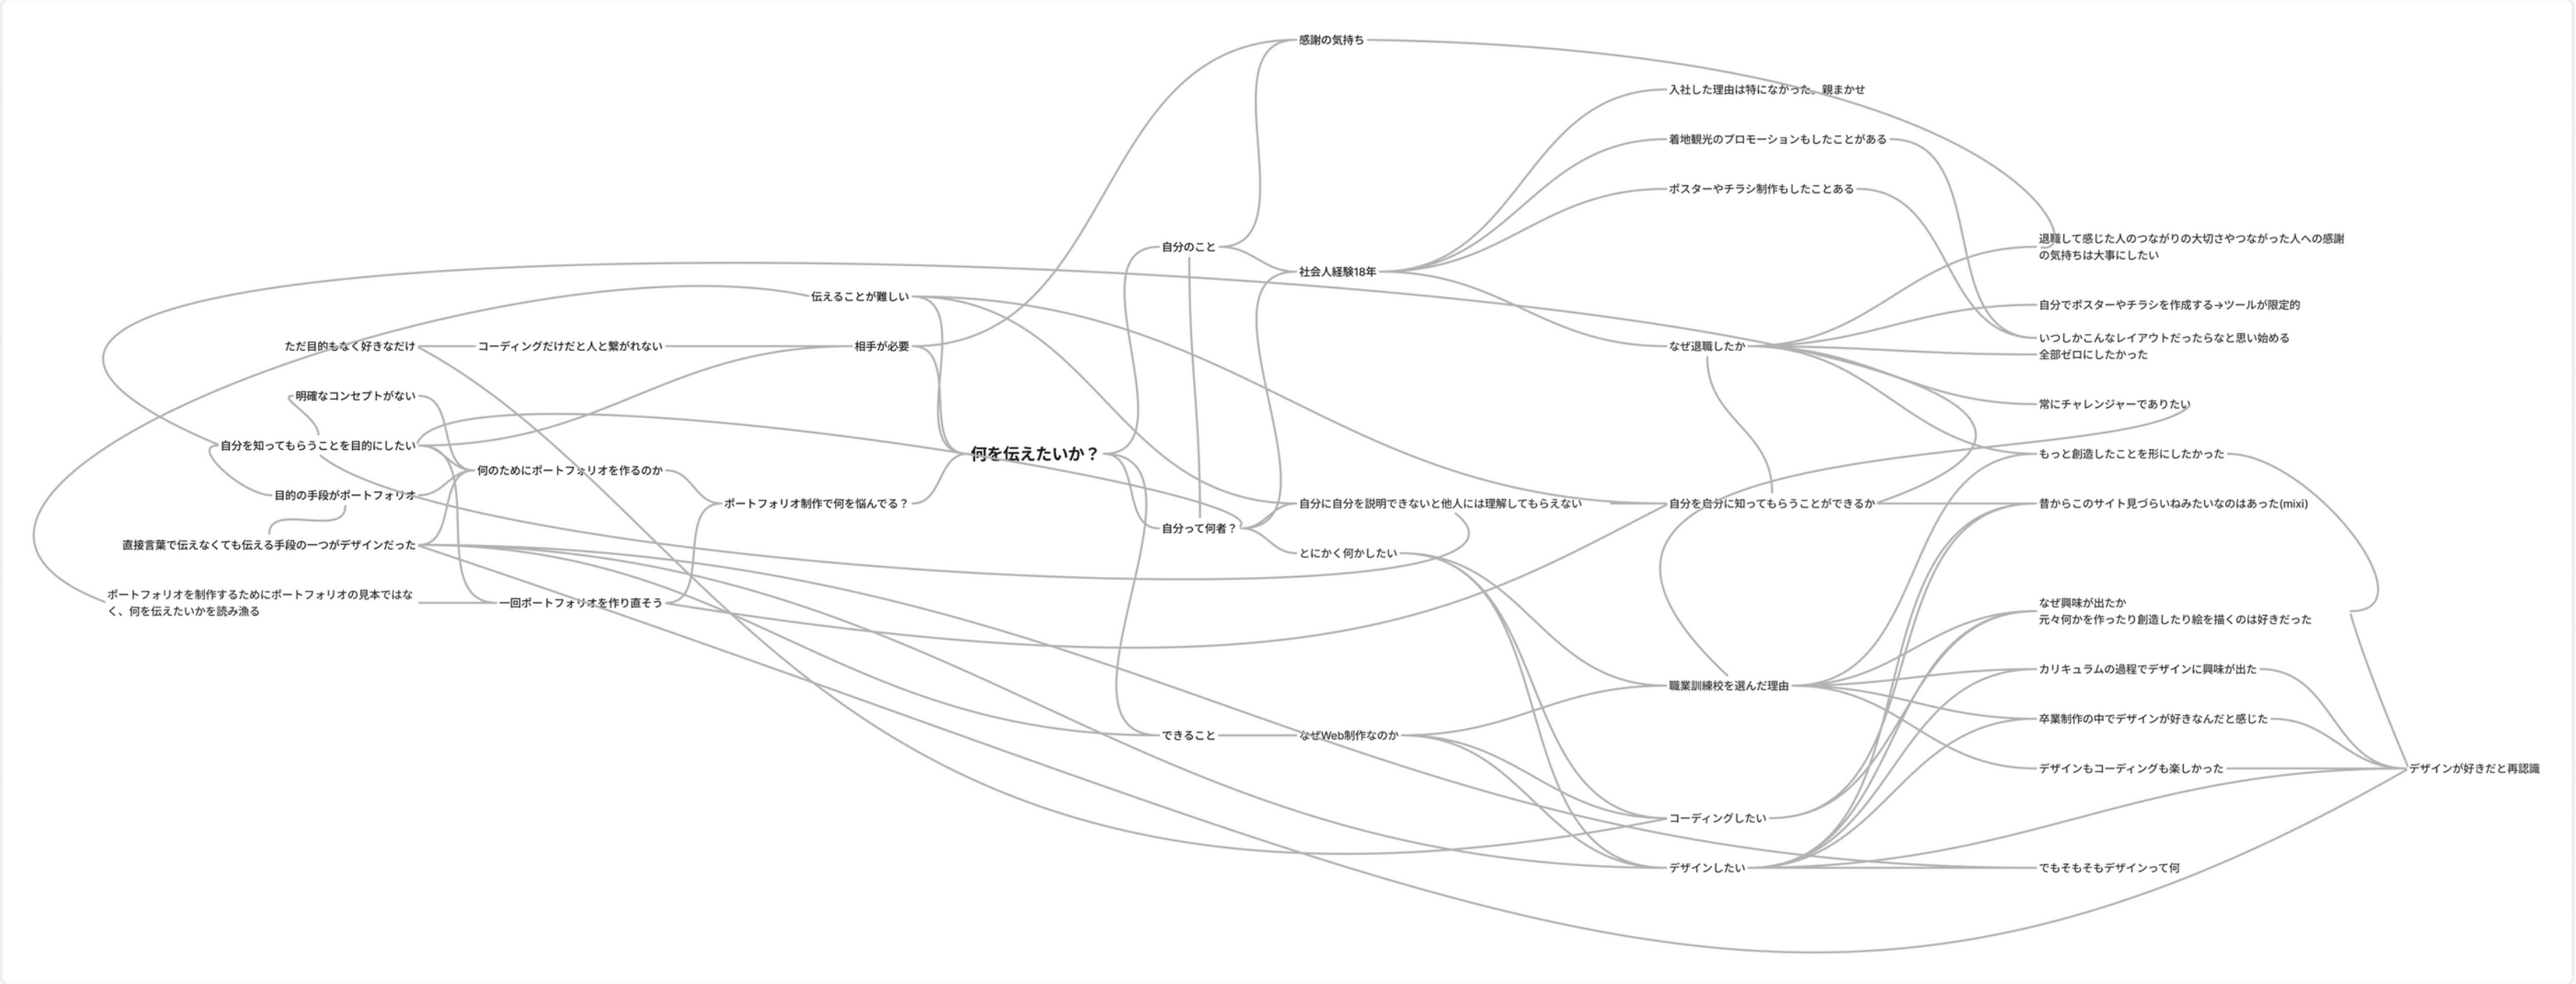 感謝の気持ち
入社した理由は特になかった。親まかせ
着地観光のプロモーションもしたことがある
ポスターやチラシ制作もしたことある
自分のこと
退職して感じた人のつながりの大切さやつながった人への感謝
の気持ちは大事にしたい
社会人経験18年
伝えることが難しい
自分でポスターやチラシを作成する→ツールが限定的
いつしかこんなレイアウトだったらなと思い始める
ただ目的もなく好きなだけ
コーディングだけだと人と繋がれない
相手が必要
なぜ退職したか
全部ゼロにしたかった
明確なコンセプトがない
常にチャレンジャーでありたい
自分を知ってもらうことを目的にしたい
何を伝えたいか？
もっと創造したことを形にしたかった
何のためにポートフォリオを作るのか
目的の手段がポートフォリオ
ポートフォリオ制作で何を悩んでる？
自分に自分を説明できないと他人には理解してもらえない
自分を自分に知ってもらうことができるか
昔からこのサイト見づらいねみたいなのはあった(mixi)
自分って何者？
直接言葉で伝えなくても伝える手段の一つがデザインだった
とにかく何かしたい
ポートフォリオを制作するためにポートフォリオの見本ではな
く、何を伝えたいかを読み漁る
一回ポートフォリオを作り直そう
なぜ興味が出たか
元々何かを作ったり創造したり絵を描くのは好きだった
カリキュラムの過程でデザインに興味が出た
職業訓練校を選んだ理由
卒業制作の中でデザインが好きなんだと感じた
できること
なぜWeb制作なのか
デザインもコーディングも楽しかった
デザインが好きだと再認識
コーディングしたい
デザインしたい
でもそもそもデザインって何